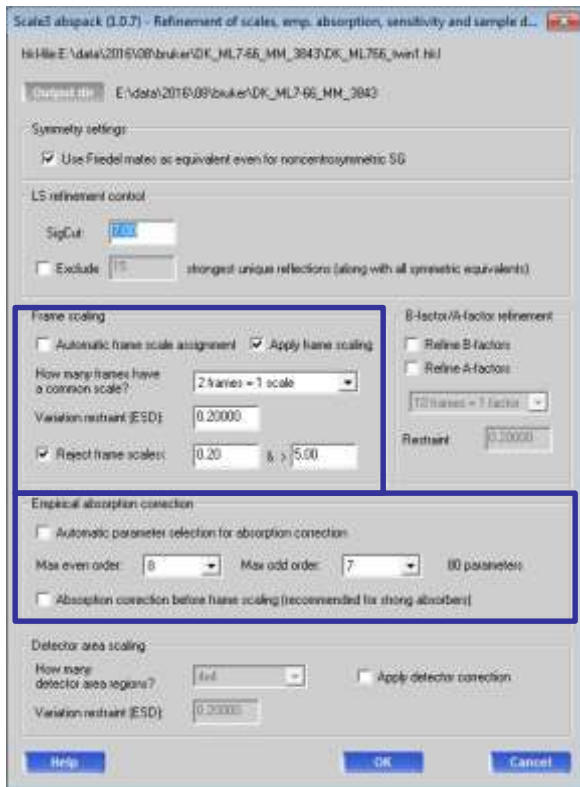 Scale3 abspack (1.0.7) - Refinement of scales, emp. absorption, sensitivity and sample d...
hkl-file: E:\data\2016\08\bruker\DK_ML7-66_MM_3843\DK_ML766_twin1.hkl
Output dir E:\data\2016\08\bruker\DK_ML7-66_MM_3843
Symmetry settings
Use Friedel mates as equivalent even for noncentrosymmetric SG
LS refinement control
SigCut:
Exclude 15 strongest unique reflections (along with all symmetric equivalents)
Frame scaling
Automatic frame scale assignment Apply frame scaling
How many frames have
a common scale? 2 frames = 1 scale
Variation restraint (ESD): 0.20000
Reject frame scales: 0.20 & > 5.00
B-factor/A-factor refinement
Refine B-factors
Refine A-factors
10 frames = 1 factor
Restraint: 0.20000
Empirical absorption correction
Automatic parameter selection for absorption correction
Max even order: 8 Max odd order: 7 80 parameters
Absorption correction before frame scaling (recommended for strong absorbers)
Detector area scaling
How many
detector area regions? 4x4 Apply detector correction
Variation restraint (ESD): 0.20000
Help OK Cancel